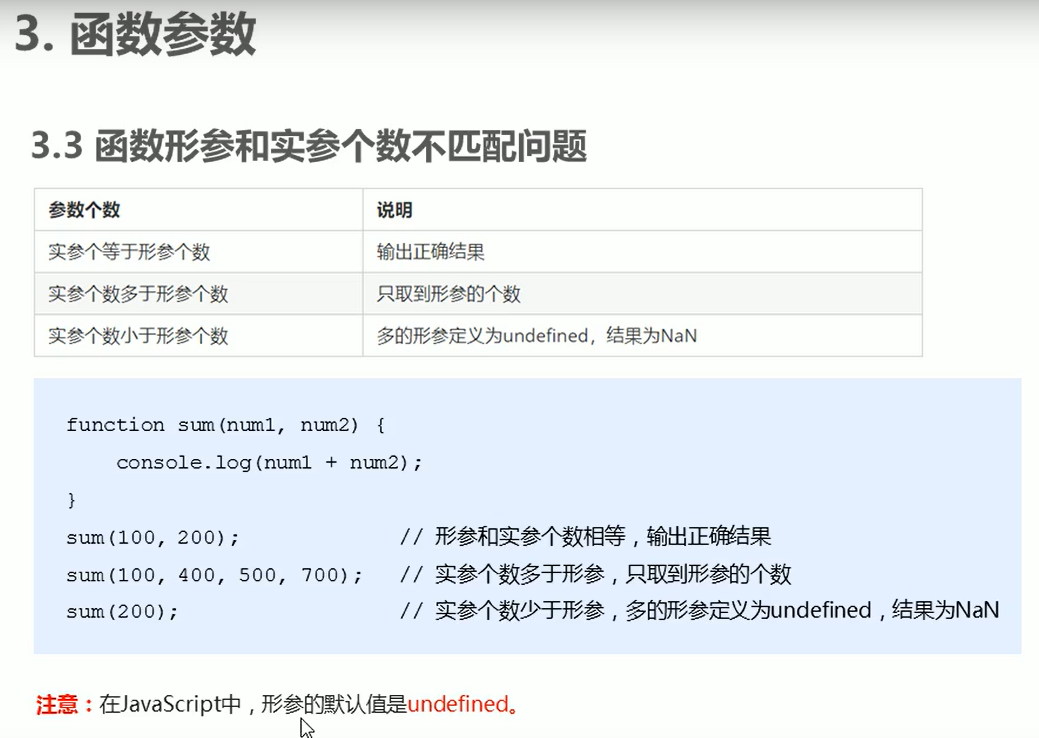 3. 函数参数
3.3 函数形参和实参个数不匹配问题
参数个数 说明
实参个等于形参个数 输出正确结果
实参个数多于形参个数 只取到形参的个数
实参个数小于形参个数 多的形参定义为undefined，结果为NaN
function sum(num1, num2) {
console.log(num1 + num2);
}
sum(100, 200); // 形参和实参个数相等，输出正确结果
sum(100, 400, 500, 700); // 实参个数多于形参，只取到形参的个数
sum(200); // 实参个数少于形参，多的形参定义为undefined，结果为NaN
注意：在JavaScript中，形参的默认值是undefined。